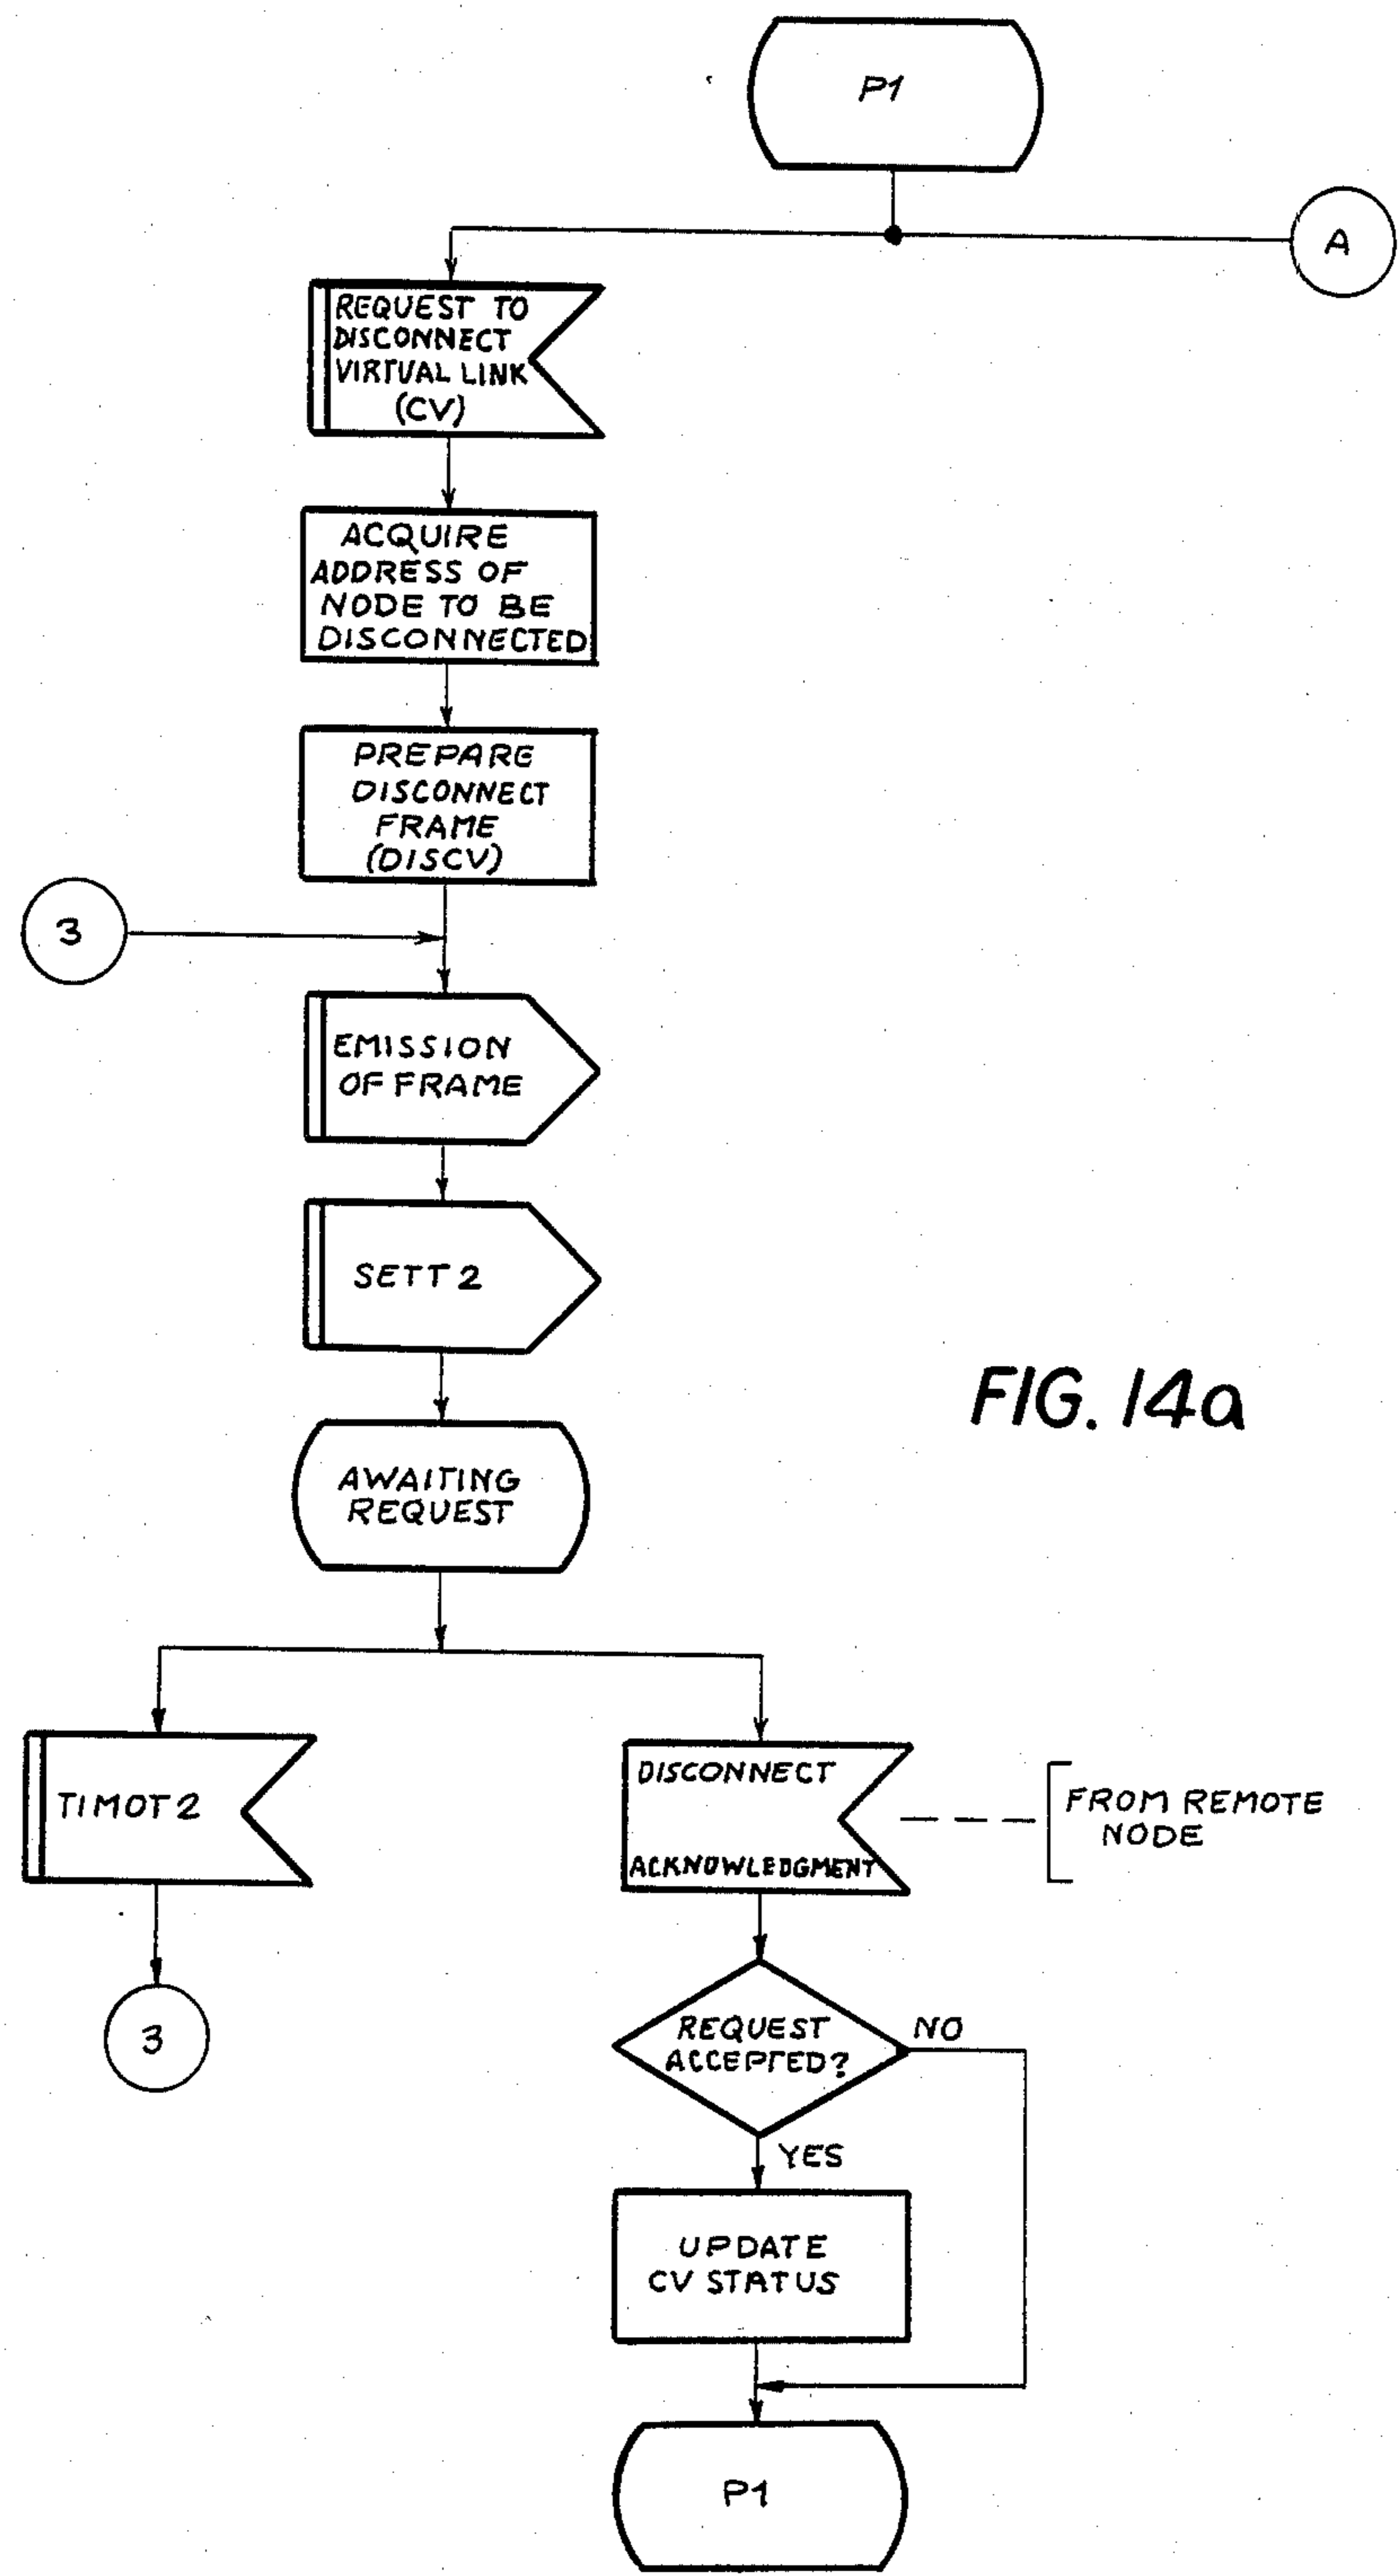 P1
A
REQUEST TO
DISCONNECT
VIRTUAL LINK
(CV)
ACQUIRE
ADDRESS OF
NODE TO BE
DISCONNECTED
PREPARE
DISCONNECT
FRAME
(DISCV)
3
EMISSION
OF FRAME
SETT 2
FIG. 14a
AWAITING
REQUEST
TIMOT 2
DISCONNECT
ACKNOWLEDGMENT
FROM REMOTE
NODE
3
REQUEST
ACCEPTED?
NO
YES
UPDATE
CV STATUS
P1